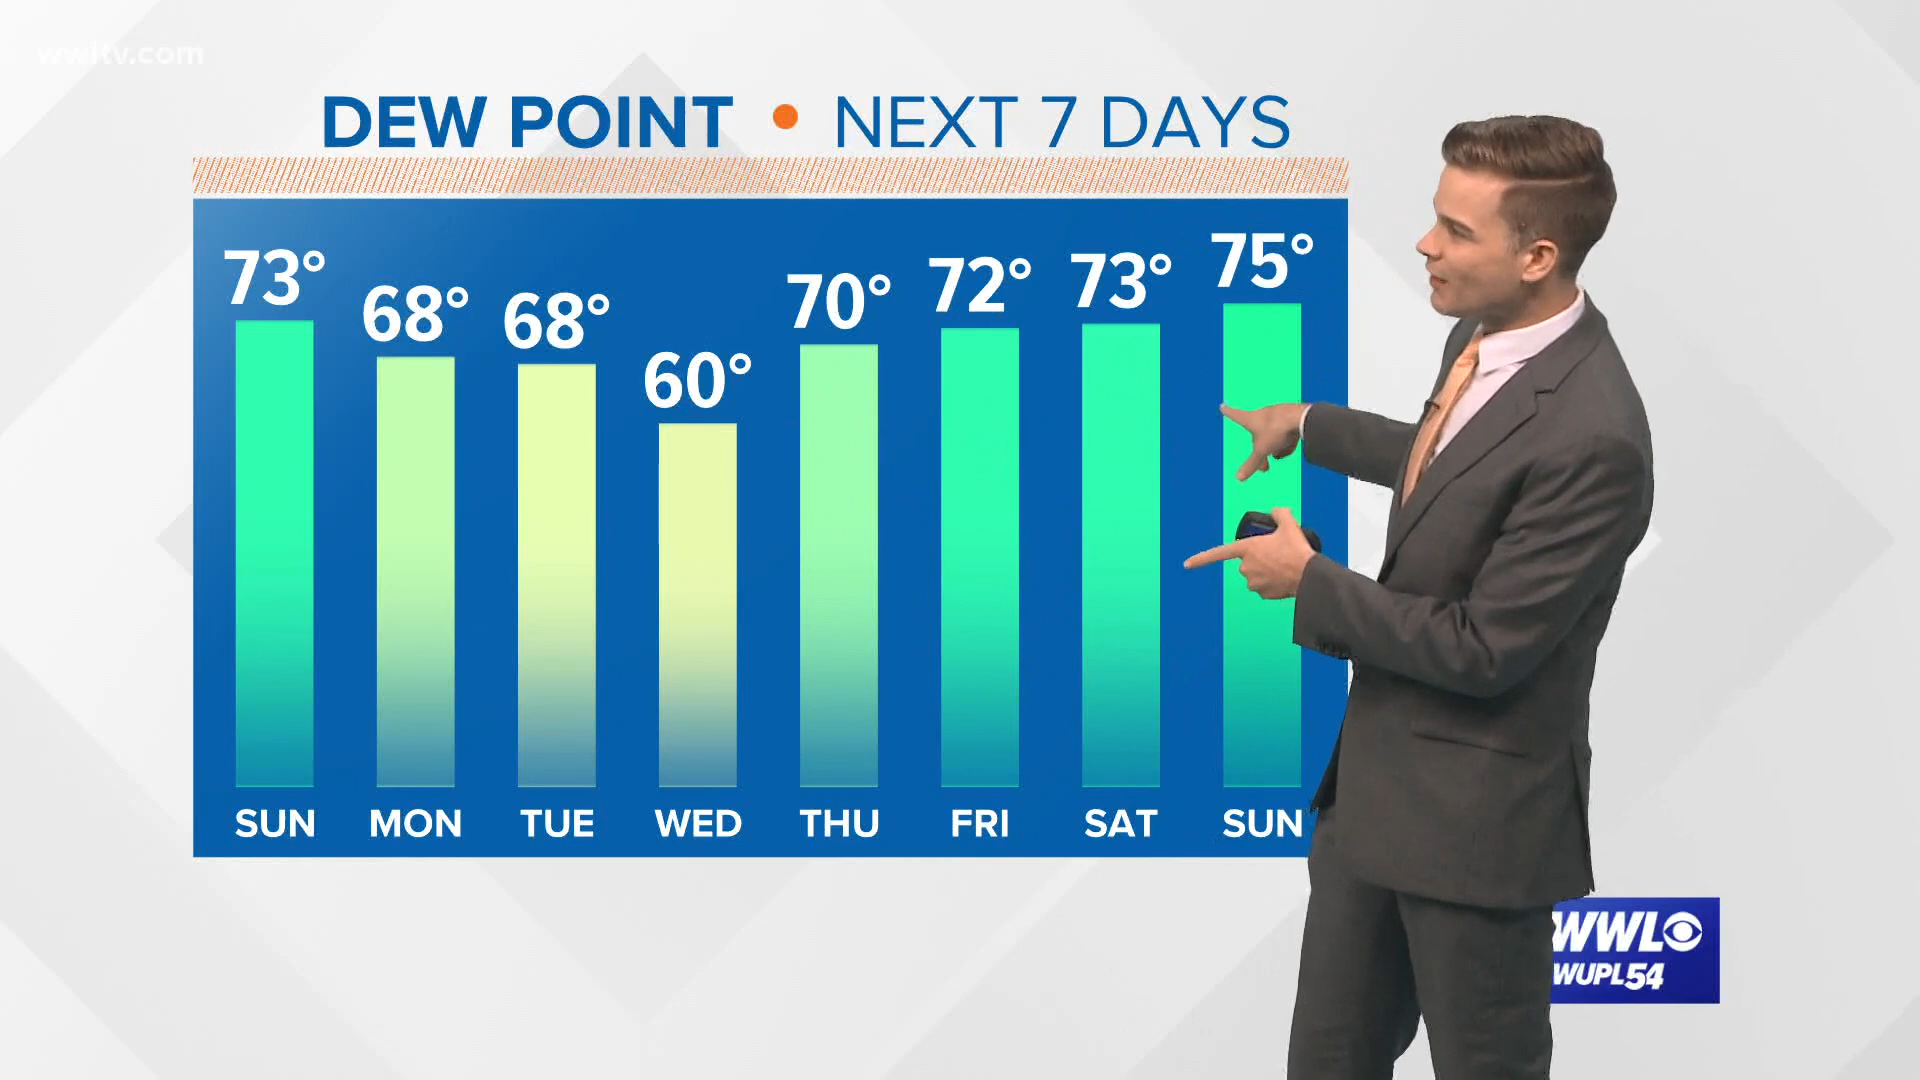 wwltv.com
DEW POINT • NEXT 7 DAYS
73° 68° 68° 60° 70° 72° 73° 75°
SUN MON TUE WED THU FRI SAT SUN
WWL
WUPL54